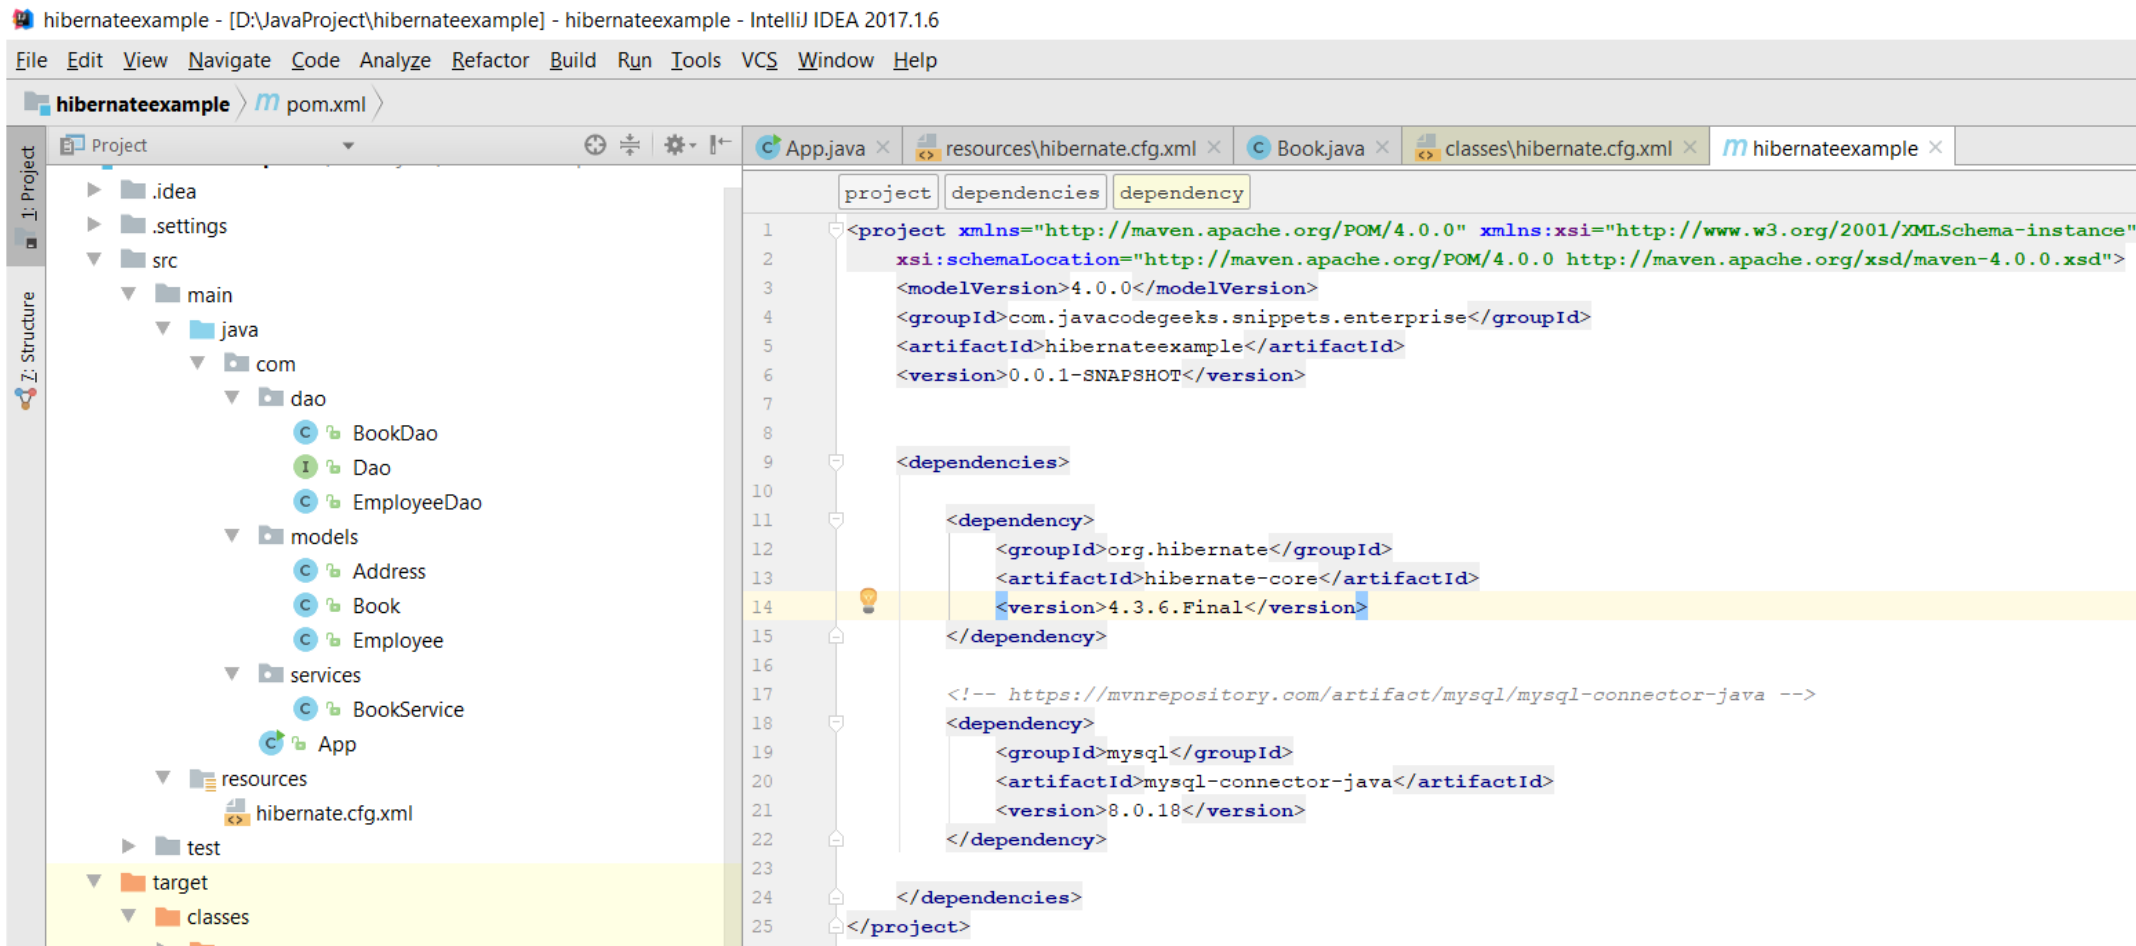 hibernateexample - [D:\JavaProject\hibernateexample] - hibernateexample - IntelliJ IDEA 2017.1.6
File Edit View Navigate Code Analyze Refactor Build Run Tools VCS Window Help
hibernateexample m pom.xml
1: Project
7: Structure
Project
.idea
.settings
src
main
java
com
dao
C BookDao
I Dao
C EmployeeDao
models
C Address
C Book
C Employee
services
C BookService
C App
resources
hibernate.cfg.xml
test
target
classes
C App.java resources\hibernate.cfg.xml C Book.java classes\hibernate.cfg.xml m hibernateexample
project dependencies dependency
1 <project xmlns="http://maven.apache.org/POM/4.0.0" xmlns:xsi="http://www.w3.org/2001/XMLSchema-instance"
2 xsi:schemaLocation="http://maven.apache.org/POM/4.0.0 http://maven.apache.org/xsd/maven-4.0.0.xsd">
3 <modelVersion>4.0.0</modelVersion>
4 <groupId>com.javacodegeeks.snippets.enterprise</groupId>
5 <artifactId>hibernateexample</artifactId>
6 <version>0.0.1-SNAPSHOT</version>
7
8
9 <dependencies>
10
11 <dependency>
12 <groupId>org.hibernate</groupId>
13 <artifactId>hibernate-core</artifactId>
14 <version>4.3.6.Final</version>
15 </dependency>
16
17 <!-- https://mvnrepository.com/artifact/mysql/mysql-connector-java -->
18 <dependency>
19 <groupId>mysql</groupId>
20 <artifactId>mysql-connector-java</artifactId>
21 <version>8.0.18</version>
22 </dependency>
23
24 </dependencies>
25 </project>